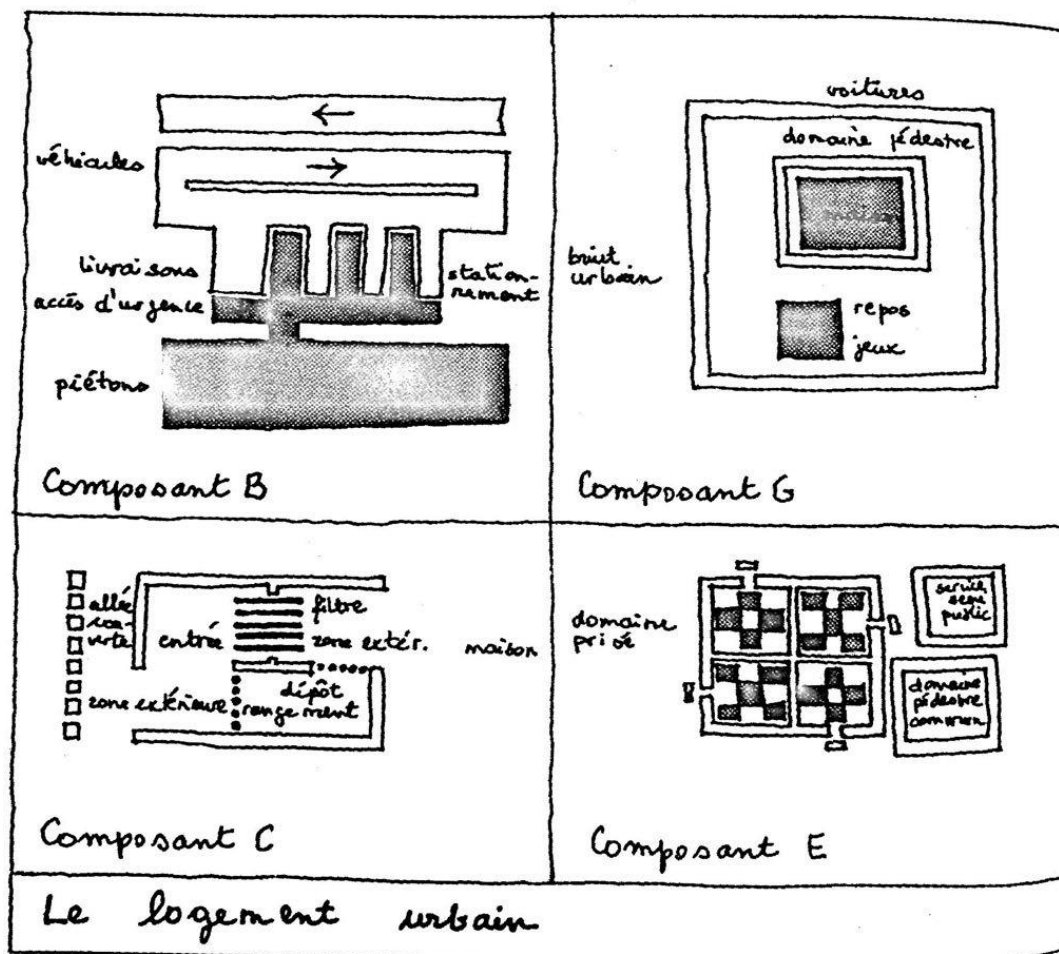 véhicules
livraisons
station-
nement
accès d'urgence
piétons
Composant B
voitures
domaine pédestre
maison
bruit
urbain
repos
jeux
Composant G
allée
cou-
verte
entrée
filtre
zone extér.
maison
zone extérieure
dépôt
rangement
Composant C
domaine
privé
service
semi
public
domaine
pédestre
commun
Composant E
Le logement urbain